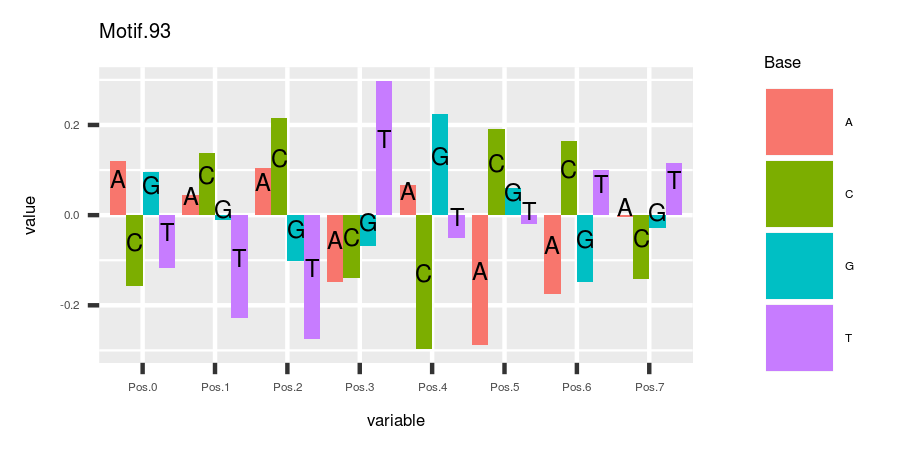 Motif.93
Base
A
C
G
T
value
0.2
0.0
-0.2
A C G T A C G T A C G T A C G T A C G T A C G T A C G T A C G T
Pos.0 Pos.1 Pos.2 Pos.3 Pos.4 Pos.5 Pos.6 Pos.7
variable